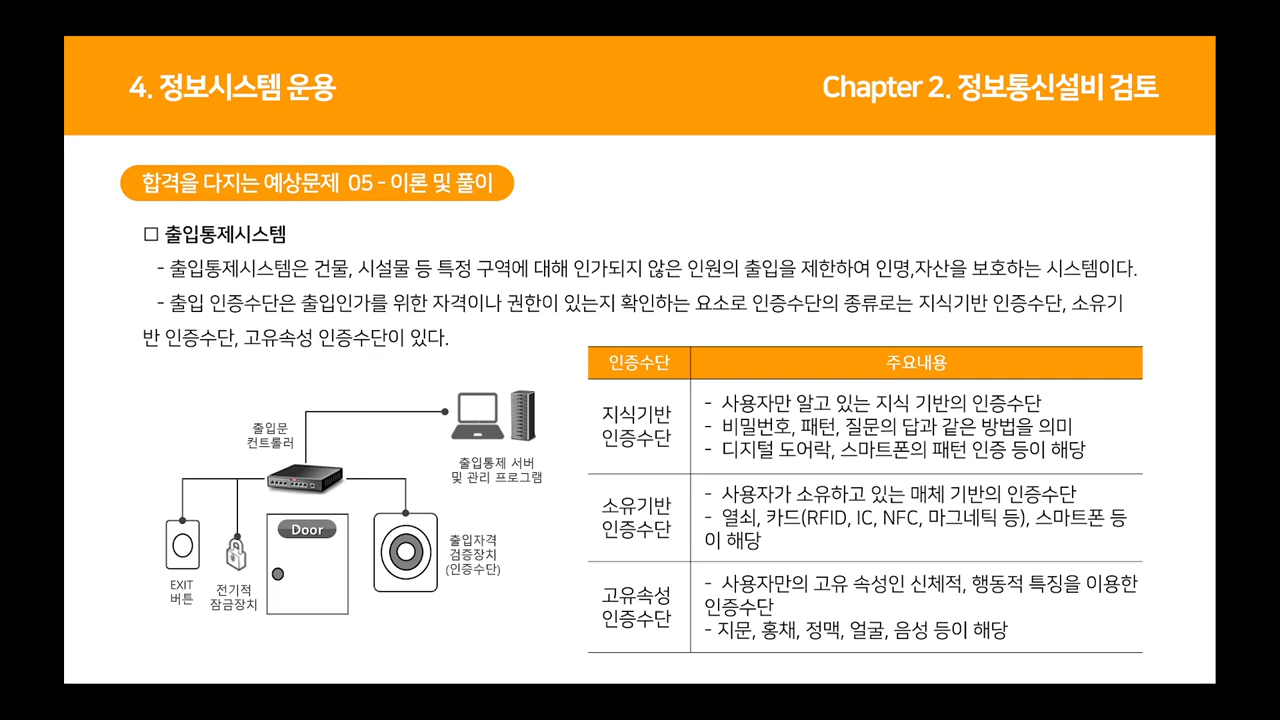 4. 정보시스템 운용
Chapter 2. 정보통신설비 검토
합격을 다지는 예상문제 05 - 이론 및 풀이
□ 출입통제시스템
- 출입통제시스템은 건물, 시설물 등 특정 구역에 대해 인가되지 않은 인원의 출입을 제한하여 인명,자산을 보호하는 시스템이다.
- 출입 인증수단은 출입인가를 위한 자격이나 권한이 있는지 확인하는 요소로 인증수단의 종류로는 지식기반 인증수단, 소유기
반 인증수단, 고유속성 인증수단이 있다.
출입문
컨트롤러
출입통제 서버
및 관리 프로그램
Door
EXIT
버튼
전기적
잠금장치
출입자격
검증장치
(인증수단)
인증수단
주요내용
지식기반
인증수단
- 사용자만 알고 있는 지식 기반의 인증수단
- 비밀번호, 패턴, 질문의 답과 같은 방법을 의미
- 디지털 도어락, 스마트폰의 패턴 인증 등이 해당
소유기반
인증수단
- 사용자가 소유하고 있는 매체 기반의 인증수단
- 열쇠, 카드(RFID, IC, NFC, 마그네틱 등), 스마트폰 등
이 해당
고유속성
인증수단
- 사용자만의 고유 속성인 신체적, 행동적 특징을 이용한
인증수단
- 지문, 홍채, 정맥, 얼굴, 음성 등이 해당